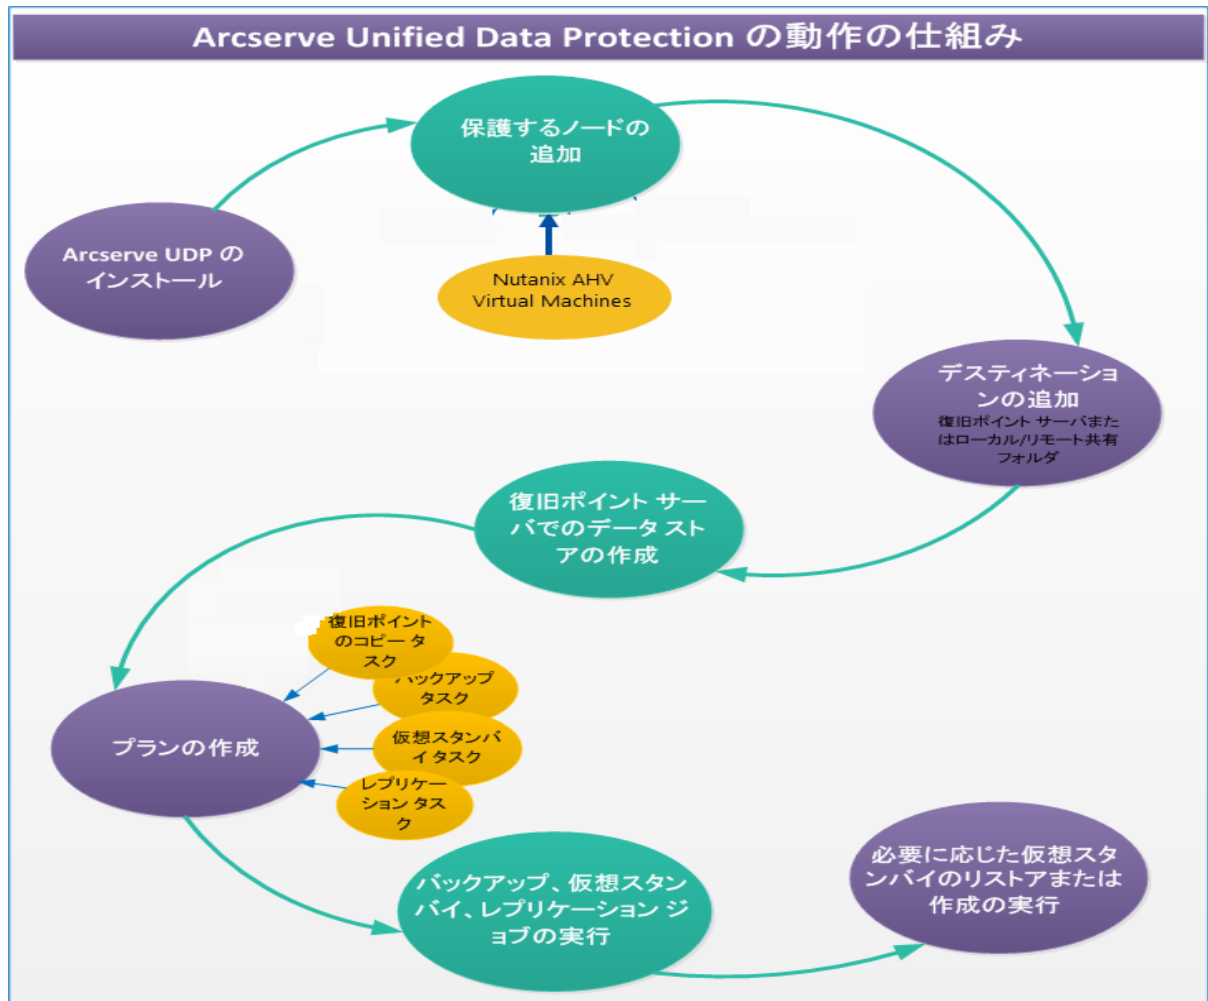 Arcserve Unified Data Protection の動作の仕組み
保護するノードの
追加
Arcserve UDP の
インストール
Nutanix AHV
Virtual Machines
デスティネーショ
ンの追加
復旧ポイント サーバまた
はローカル/リモート共有
フォルダ
復旧ポイント サー
バでのデータ スト
アの作成
復旧ポイント
のコピー タ
スク
バックアップ
タスク
プランの作成
仮想スタンバ
イ タスク
レプリケー
ション タス
ク
バックアップ、仮想スタン
バイ、レプリケーション ジ
ョブの実行
必要に応じた仮想スタ
ンバイのリストアまたは
作成の実行